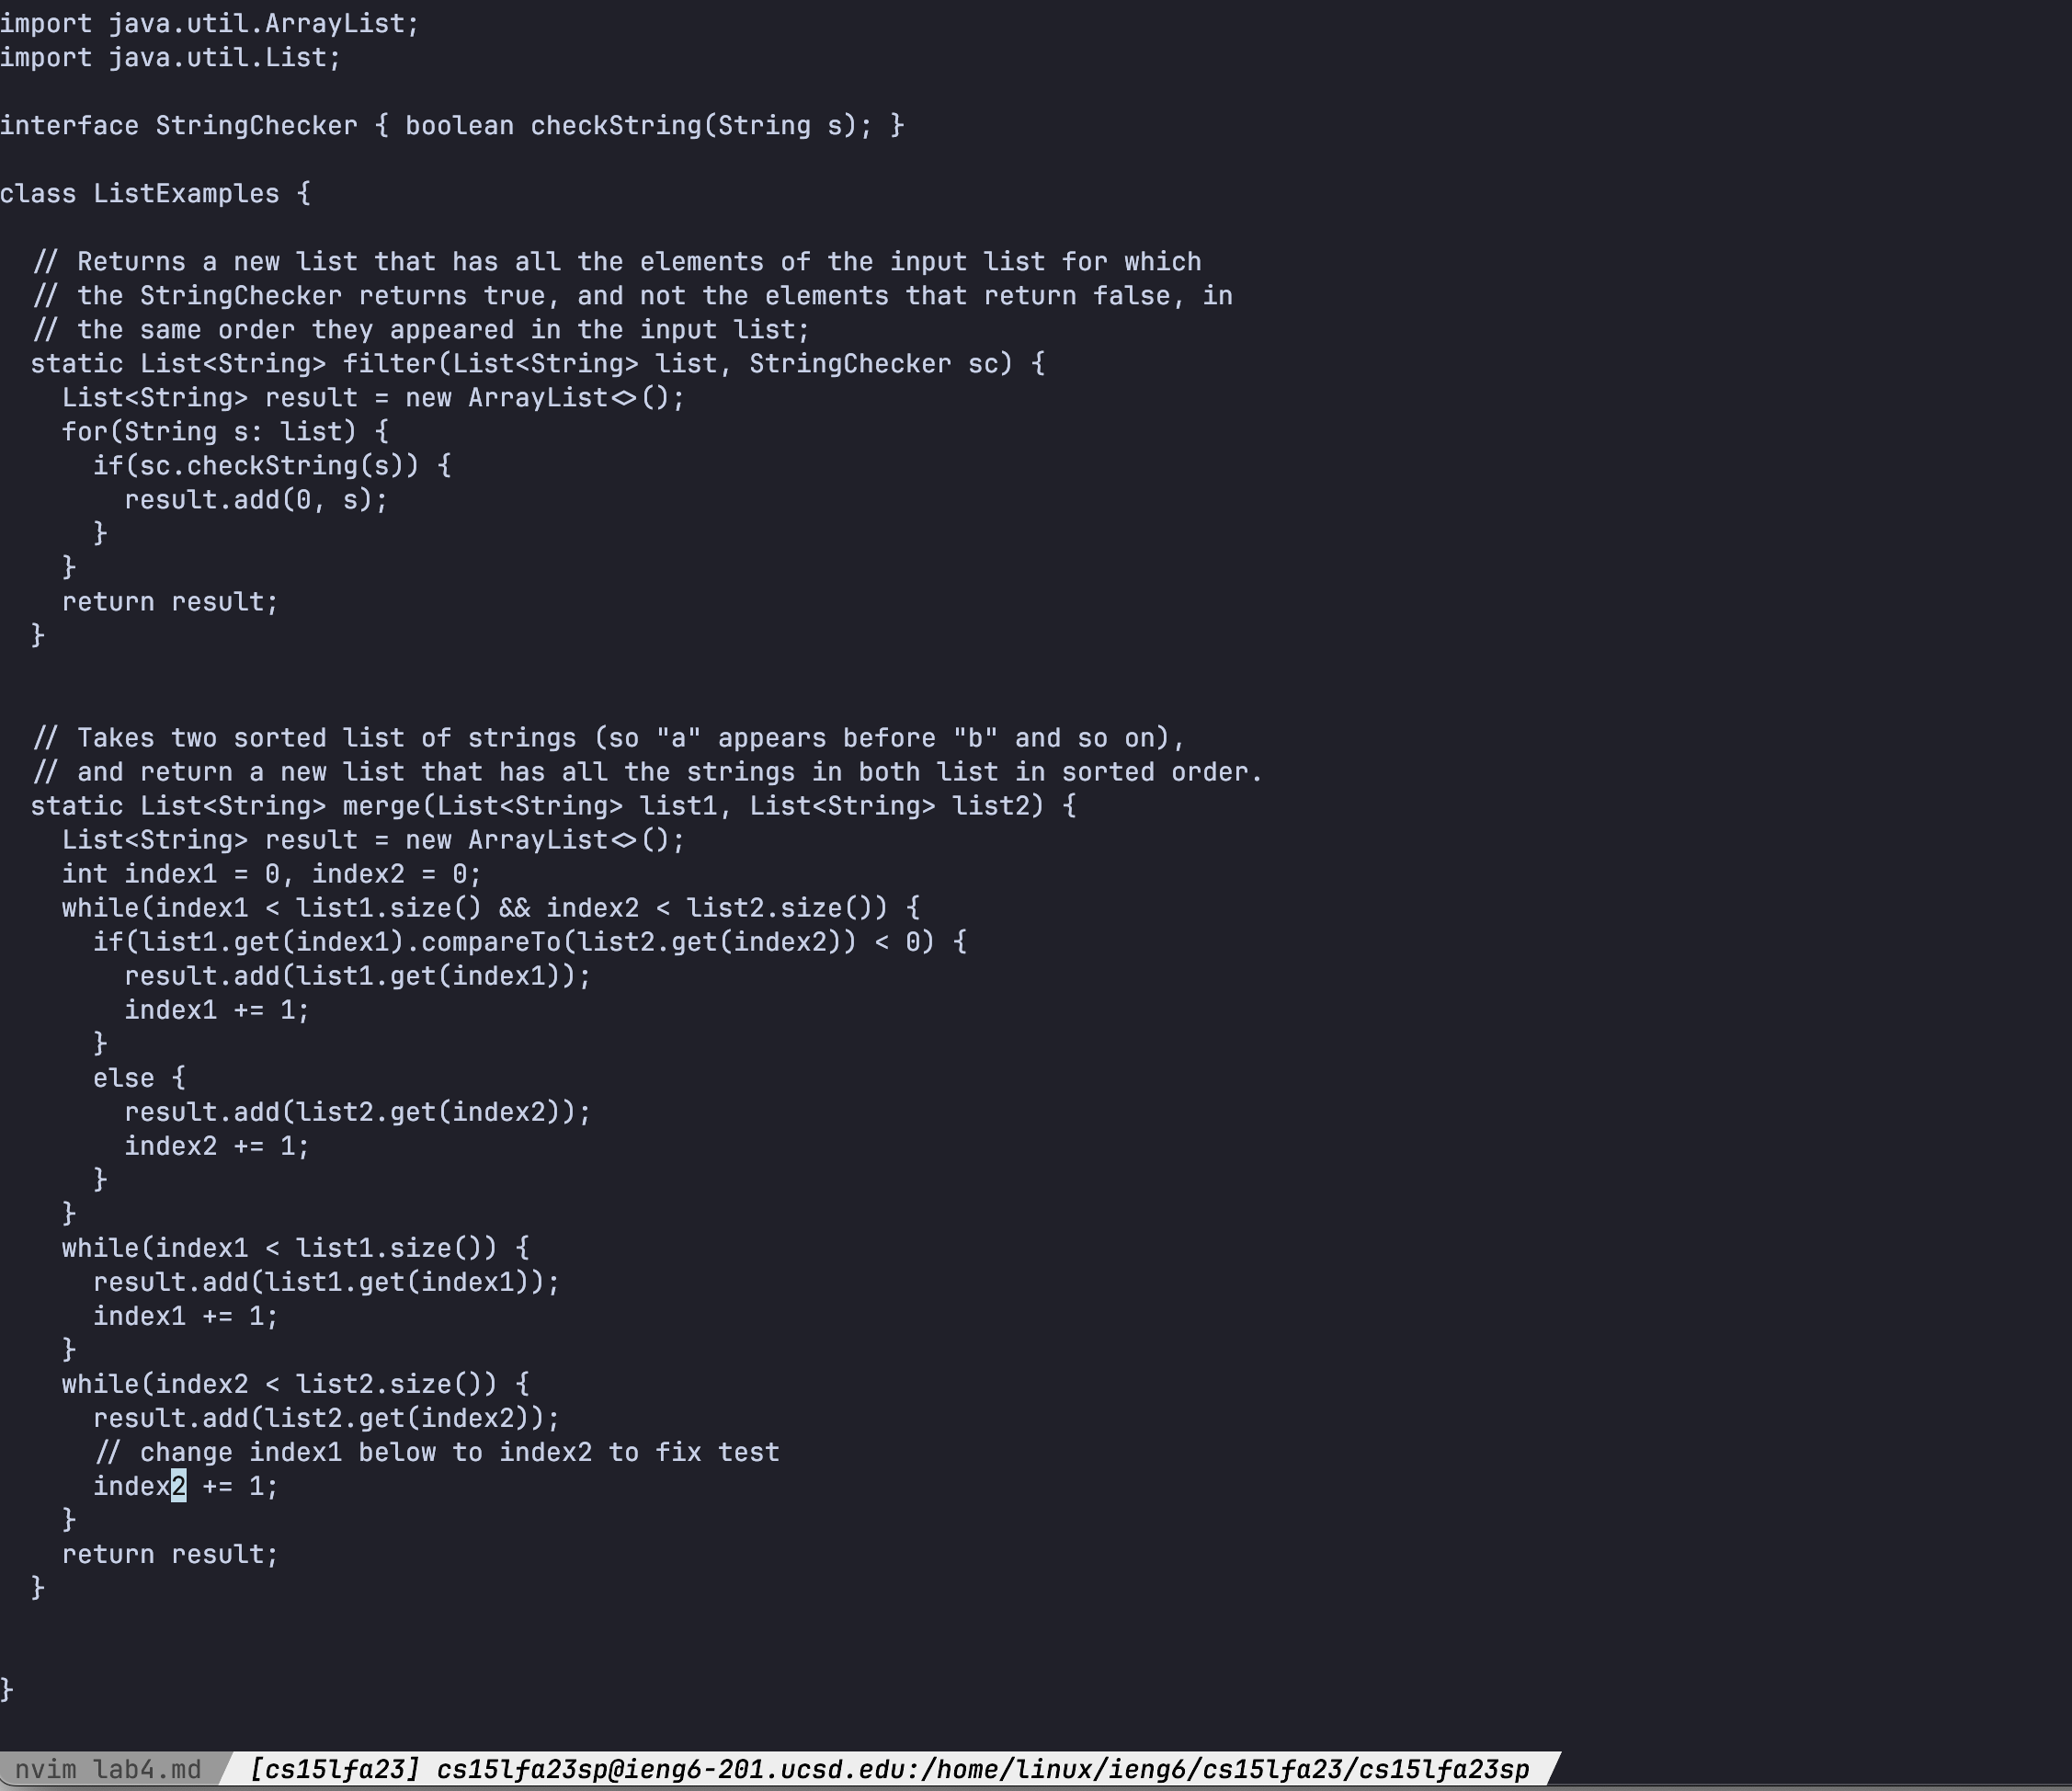 import java.util.ArrayList;
import java.util.List;

interface StringChecker { boolean checkString(String s); }

class ListExamples {

  // Returns a new list that has all the elements of the input list for which
  // the StringChecker returns true, and not the elements that return false, in
  // the same order they appeared in the input list;
  static List<String> filter(List<String> list, StringChecker sc) {
    List<String> result = new ArrayList<>();
    for(String s: list) {
      if(sc.checkString(s)) {
        result.add(0, s);
      }
    }
    return result;
  }


  // Takes two sorted list of strings (so "a" appears before "b" and so on),
  // and return a new list that has all the strings in both list in sorted order.
  static List<String> merge(List<String> list1, List<String> list2) {
    List<String> result = new ArrayList<>();
    int index1 = 0, index2 = 0;
    while(index1 < list1.size() && index2 < list2.size()) {
      if(list1.get(index1).compareTo(list2.get(index2)) < 0) {
        result.add(list1.get(index1));
        index1 += 1;
      }
      else {
        result.add(list2.get(index2));
        index2 += 1;
      }
    }
    while(index1 < list1.size()) {
      result.add(list1.get(index1));
      index1 += 1;
    }
    while(index2 < list2.size()) {
      result.add(list2.get(index2));
      // change index1 below to index2 to fix test
      index2 += 1;
    }
    return result;
  }


}

nvim lab4.md [cs15lfa23] cs15lfa23sp@ieng6-201.ucsd.edu:/home/linux/ieng6/cs15lfa23/cs15lfa23sp